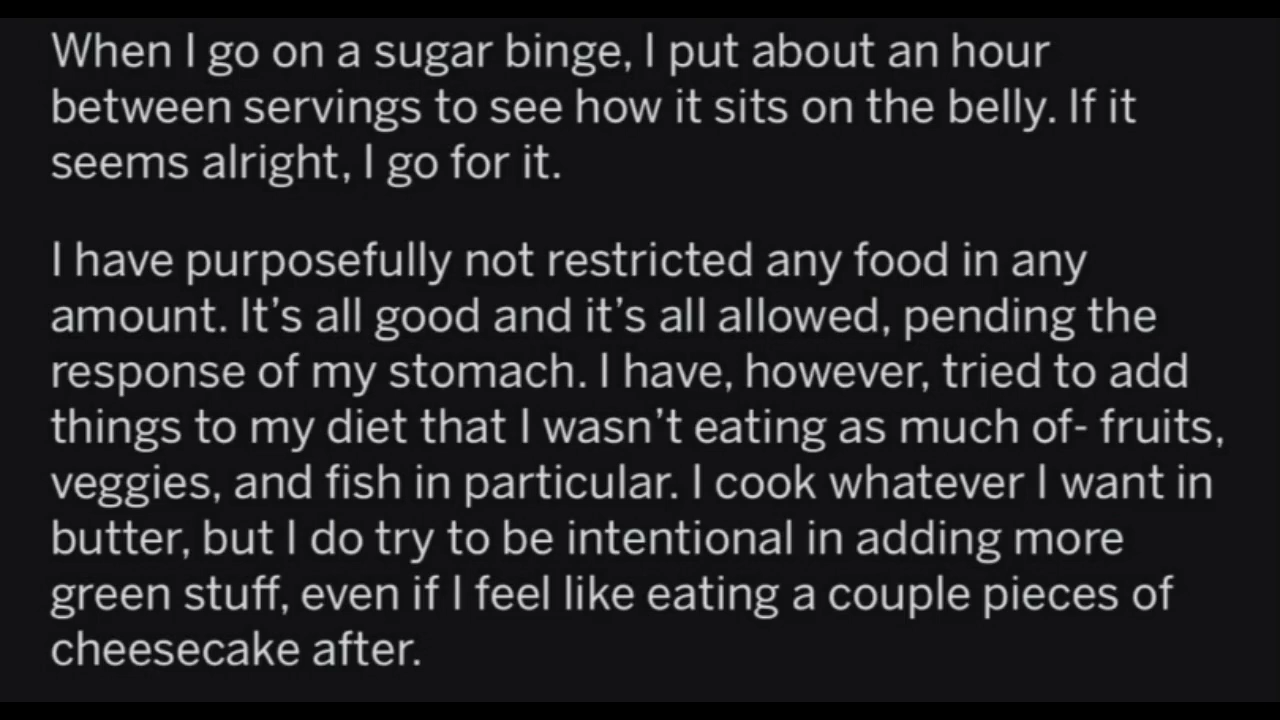 When I go on a sugar binge, I put about an hour
between servings to see how it sits on the belly. If it
seems alright, I go for it.
I have purposefully not restricted any food in any
amount. It’s all good and it’s all allowed, pending the
response of my stomach. I have, however, tried to add
things to my diet that I wasn’t eating as much of- fruits,
veggies, and fish in particular. I cook whatever I want in
butter, but I do try to be intentional in adding more
green stuff, even if I feel like eating a couple pieces of
cheesecake after.